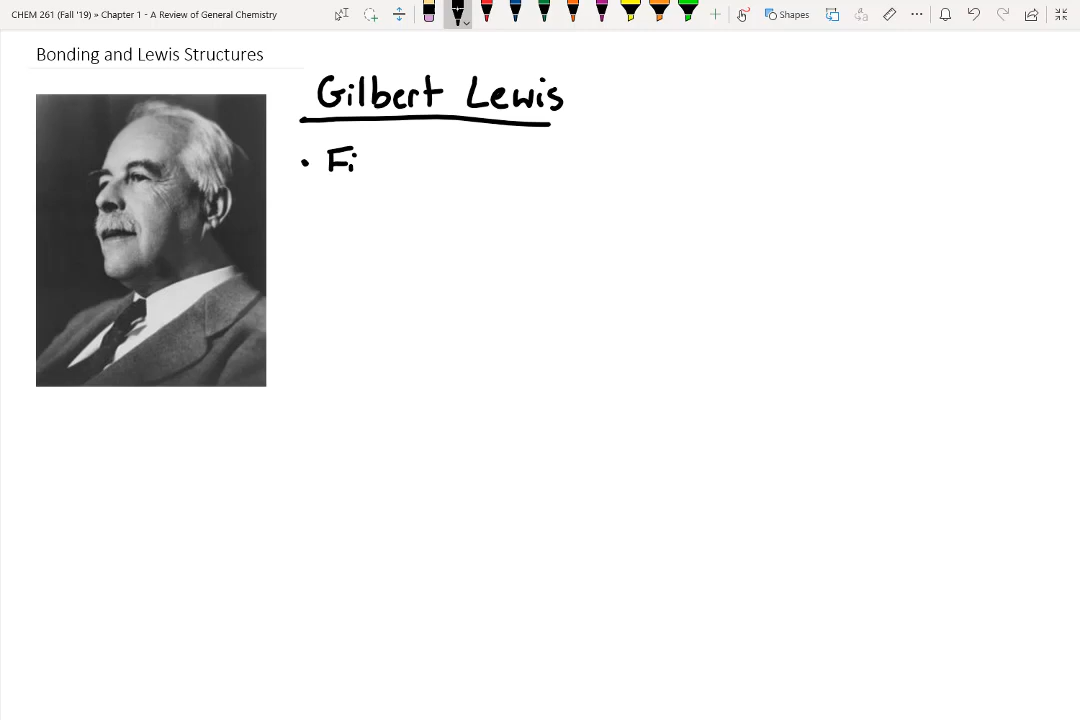 CHEM 261 (Fall '19) » Chapter 1 - A Review of General Chemistry
Shapes
Bonding and Lewis Structures
Gilbert Lewis
• Fi